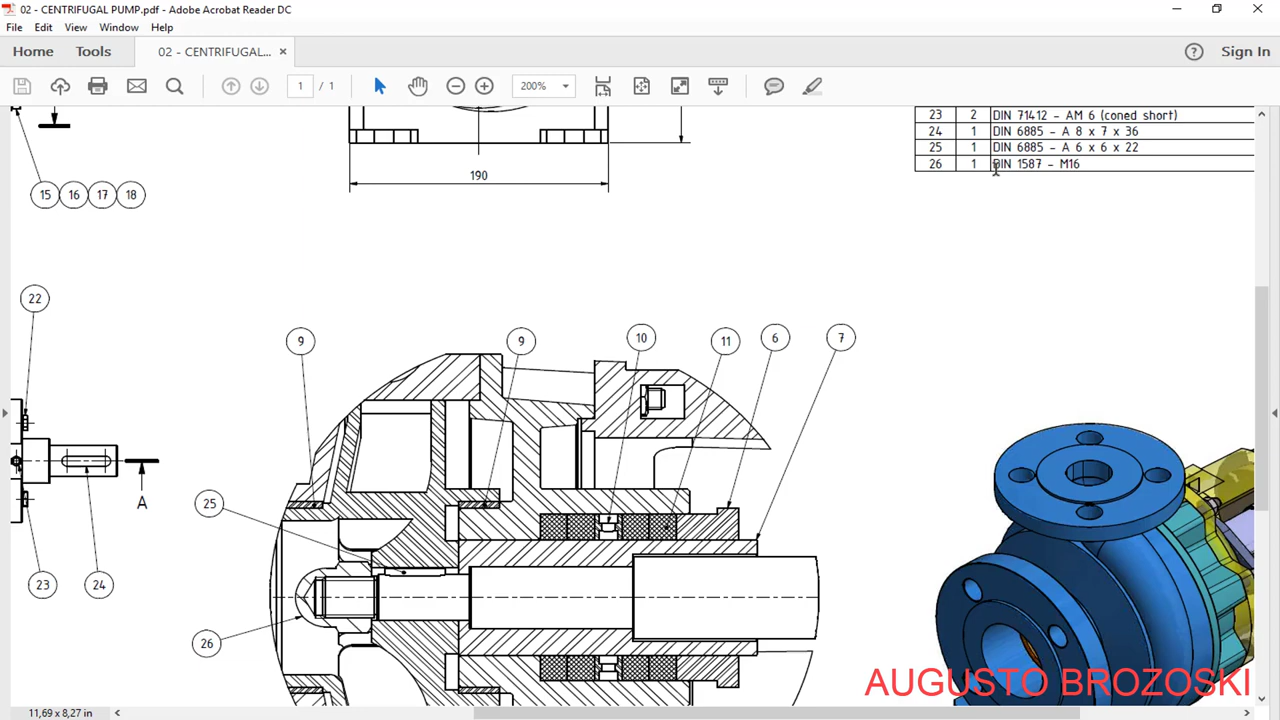 02 - CENTRIFUGAL PUMP.pdf - Adobe Acrobat Reader DC
File Edit View Window Help
Home Tools 02 - CENTRIFUGAL... × Sign In
1 / 1 200%
23 2 DIN 71412 - AM 6 (coned short)
24 1 DIN 6885 - A 8 x 7 x 36
25 1 DIN 6885 - A 6 x 6 x 22
26 1 DIN 1587 - M16
190
15 16 17 18
22
9 9 10 11 6 7
25
A
23 24
26
AUGUSTO BROZOSKI
11,69 x 8,27 in